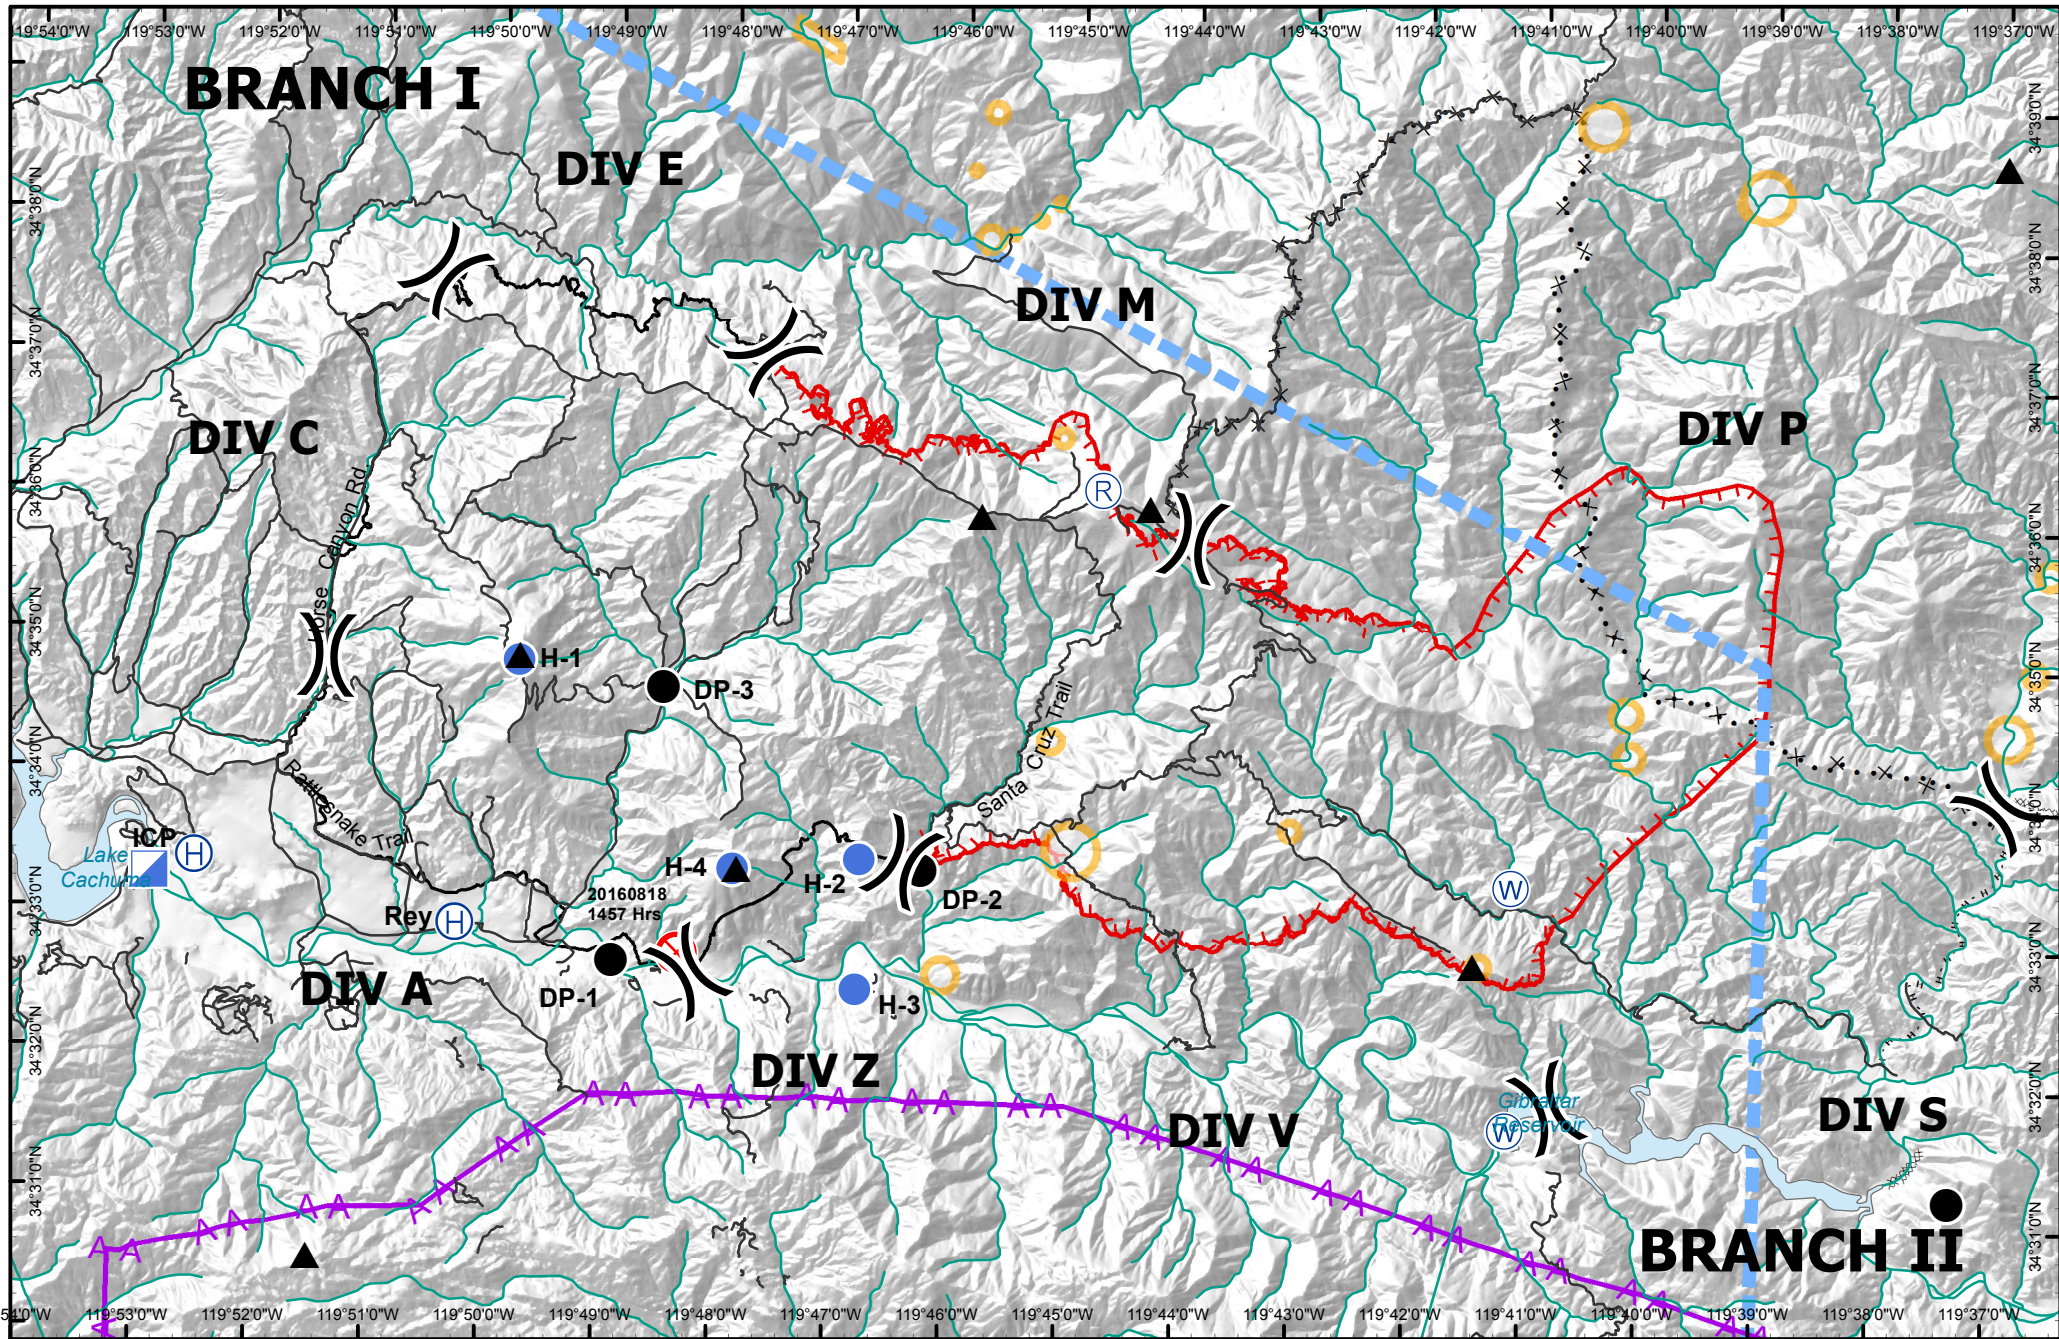 119°54'0"W 119°53'0"W 119°52'0"W 119°51'0"W 119°50'0"W 119°49'0"W 119°48'0"W 119°47'0"W 119°46'0"W 119°45'0"W 119°44'0"W 119°43'0"W 119°42'0"W 119°41'0"W 119°40'0"W 119°39'0"W 119°38'0"W 119°37'0"W
BRANCH I
DIV E
34°39'0"N
34°38'0"N
34°38'0"N
DIV M
34°37'0"N
34°37'0"N
DIV C
DIV P
34°36'0"N
R
Horse Canyon Rd.
34°36'0"N
34°35'0"N
H-1
DP-3
34°35'0"N
Santa Cruz Trail
34°34'0"N
Rattlesnake Trail
34°34'0"N
ICP
H
Lake
Cachuma
H-4
H-2
DP-2
W
20160818
1457 Hrs
34°33'0"N
Rey
H
34°33'0"N
DIV A
DP-1
H-3
34°32'0"N
DIV Z
34°32'0"N
Gibraltar
Reservoir
W
DIV V
DIV S
34°31'0"N
34°31'0"N
BRANCH II
54'0"W 119°53'0"W 119°52'0"W 119°51'0"W 119°50'0"W 119°49'0"W 119°48'0"W 119°47'0"W 119°46'0"W 119°45'0"W 119°44'0"W 119°43'0"W 119°42'0"W 119°41'0"W 119°40'0"W 119°39'0"W 119°38'0"W 119°37'0"W